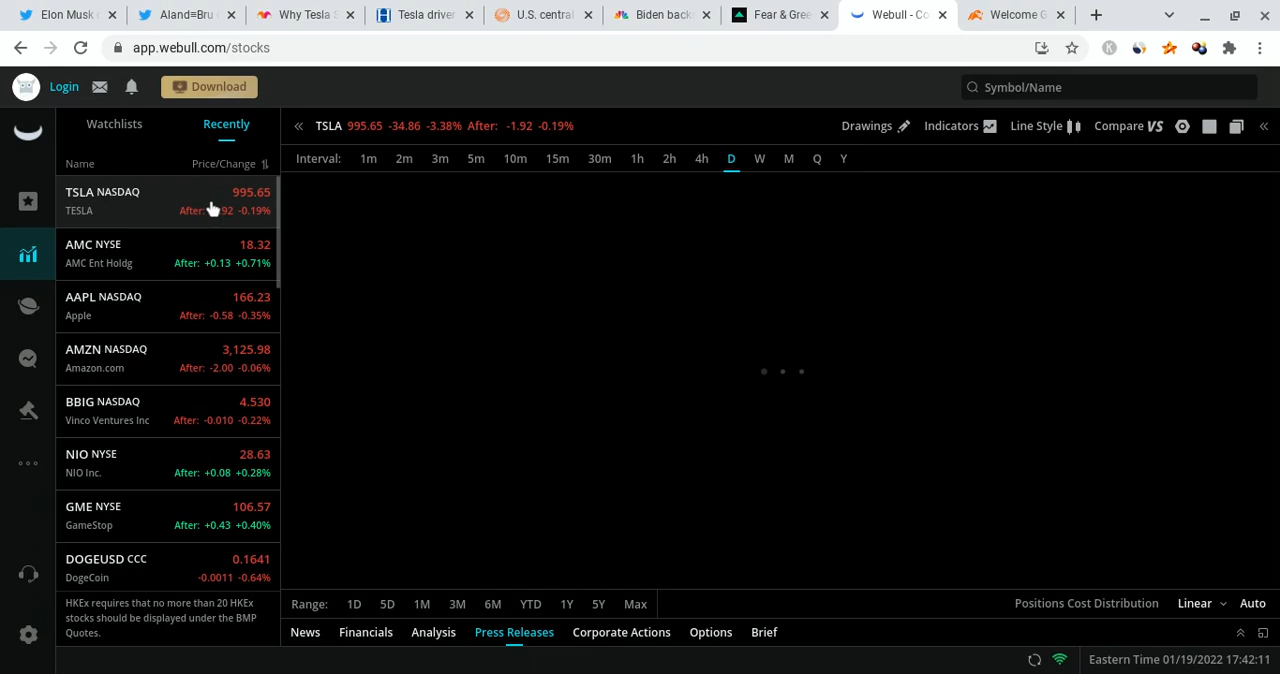 Elon Musk
Aland≡Bru
Why Tesla S
Tesla driver
U.S. central
Biden back
Fear & Gree
Webull - Co
Welcome G
app.webull.com/stocks
K
Login
Download
Symbol/Name
Watchlists
Recently
TSLA 995.65 -34.86 -3.38% After: -1.92 -0.19%
Drawings
Indicators
Line Style
Compare VS
Name
Price/Change
Interval: 1m 2m 3m 5m 10m 15m 30m 1h 2h 4h D W M Q Y
TSLA NASDAQ 995.65
TESLA After: 92 -0.19%
AMC NYSE 18.32
AMC Ent Holdg After: +0.13 +0.71%
AAPL NASDAQ 166.23
Apple After: -0.58 -0.35%
AMZN NASDAQ 3,125.98
Amazon.com After: -2.00 -0.06%
BBIG NASDAQ 4.530
Vinco Ventures Inc After: -0.010 -0.22%
NIO NYSE 28.63
NIO Inc. After: +0.08 +0.28%
GME NYSE 106.57
GameStop After: +0.43 +0.40%
DOGEUSD CCC 0.1641
DogeCoin -0.0011 -0.64%
HKEx requires that no more than 20 HKEx
stocks should be displayed under the BMP
Quotes.
Range: 1D 5D 1M 3M 6M YTD 1Y 5Y Max
Positions Cost Distribution Linear Auto
News Financials Analysis Press Releases Corporate Actions Options Brief
Eastern Time 01/19/2022 17:42:11